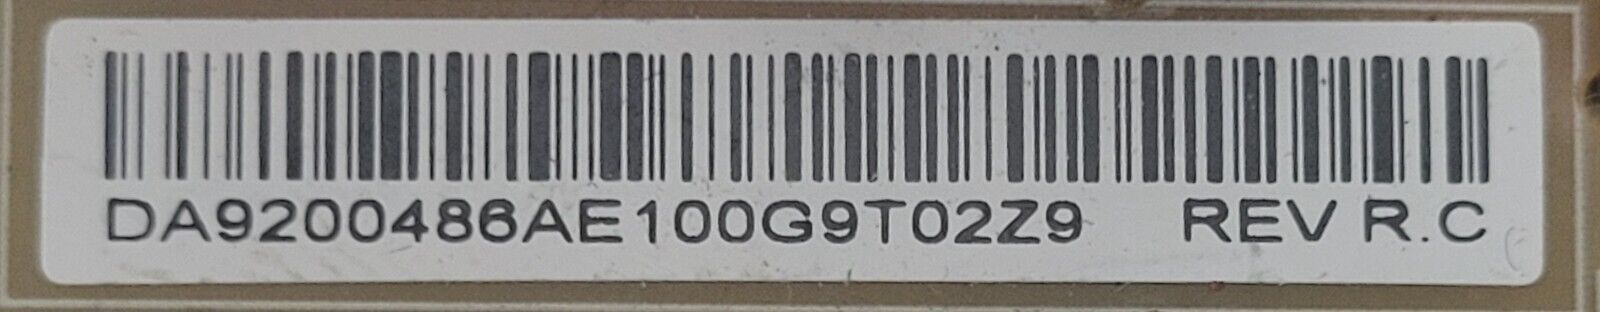 DA9200486AE100G9T02Z9 REV R.C